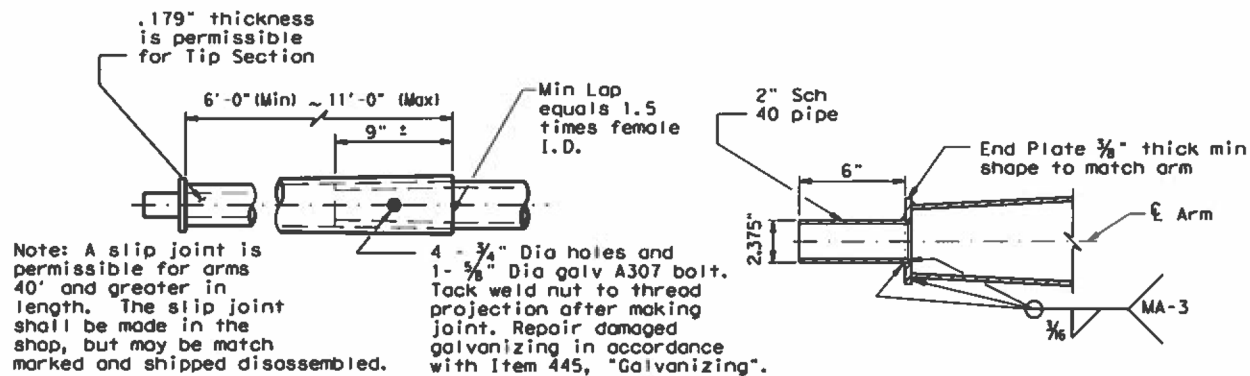 .179" thickness
is permissible
for Tip Section
6'-0" (Min) ~ 11'-0" (Max)
9" ±
Min Lap
equals 1.5
times female
I.D.
Note: A slip joint is
permissible for arms
40' and greater in
length. The slip joint
shall be made in the
shop, but may be match
marked and shipped disassembled.
4 - 3/4" Dia holes and
1- 5/8" Dia galv A307 bolt.
Tack weld nut to thread
projection after making
joint. Repair damaged
galvanizing in accordance
with Item 445, "Galvanizing".
2" Sch
40 pipe
6"
2.375"
End Plate 3/8" thick min
shape to match arm
℄ Arm
3/16
MA-3